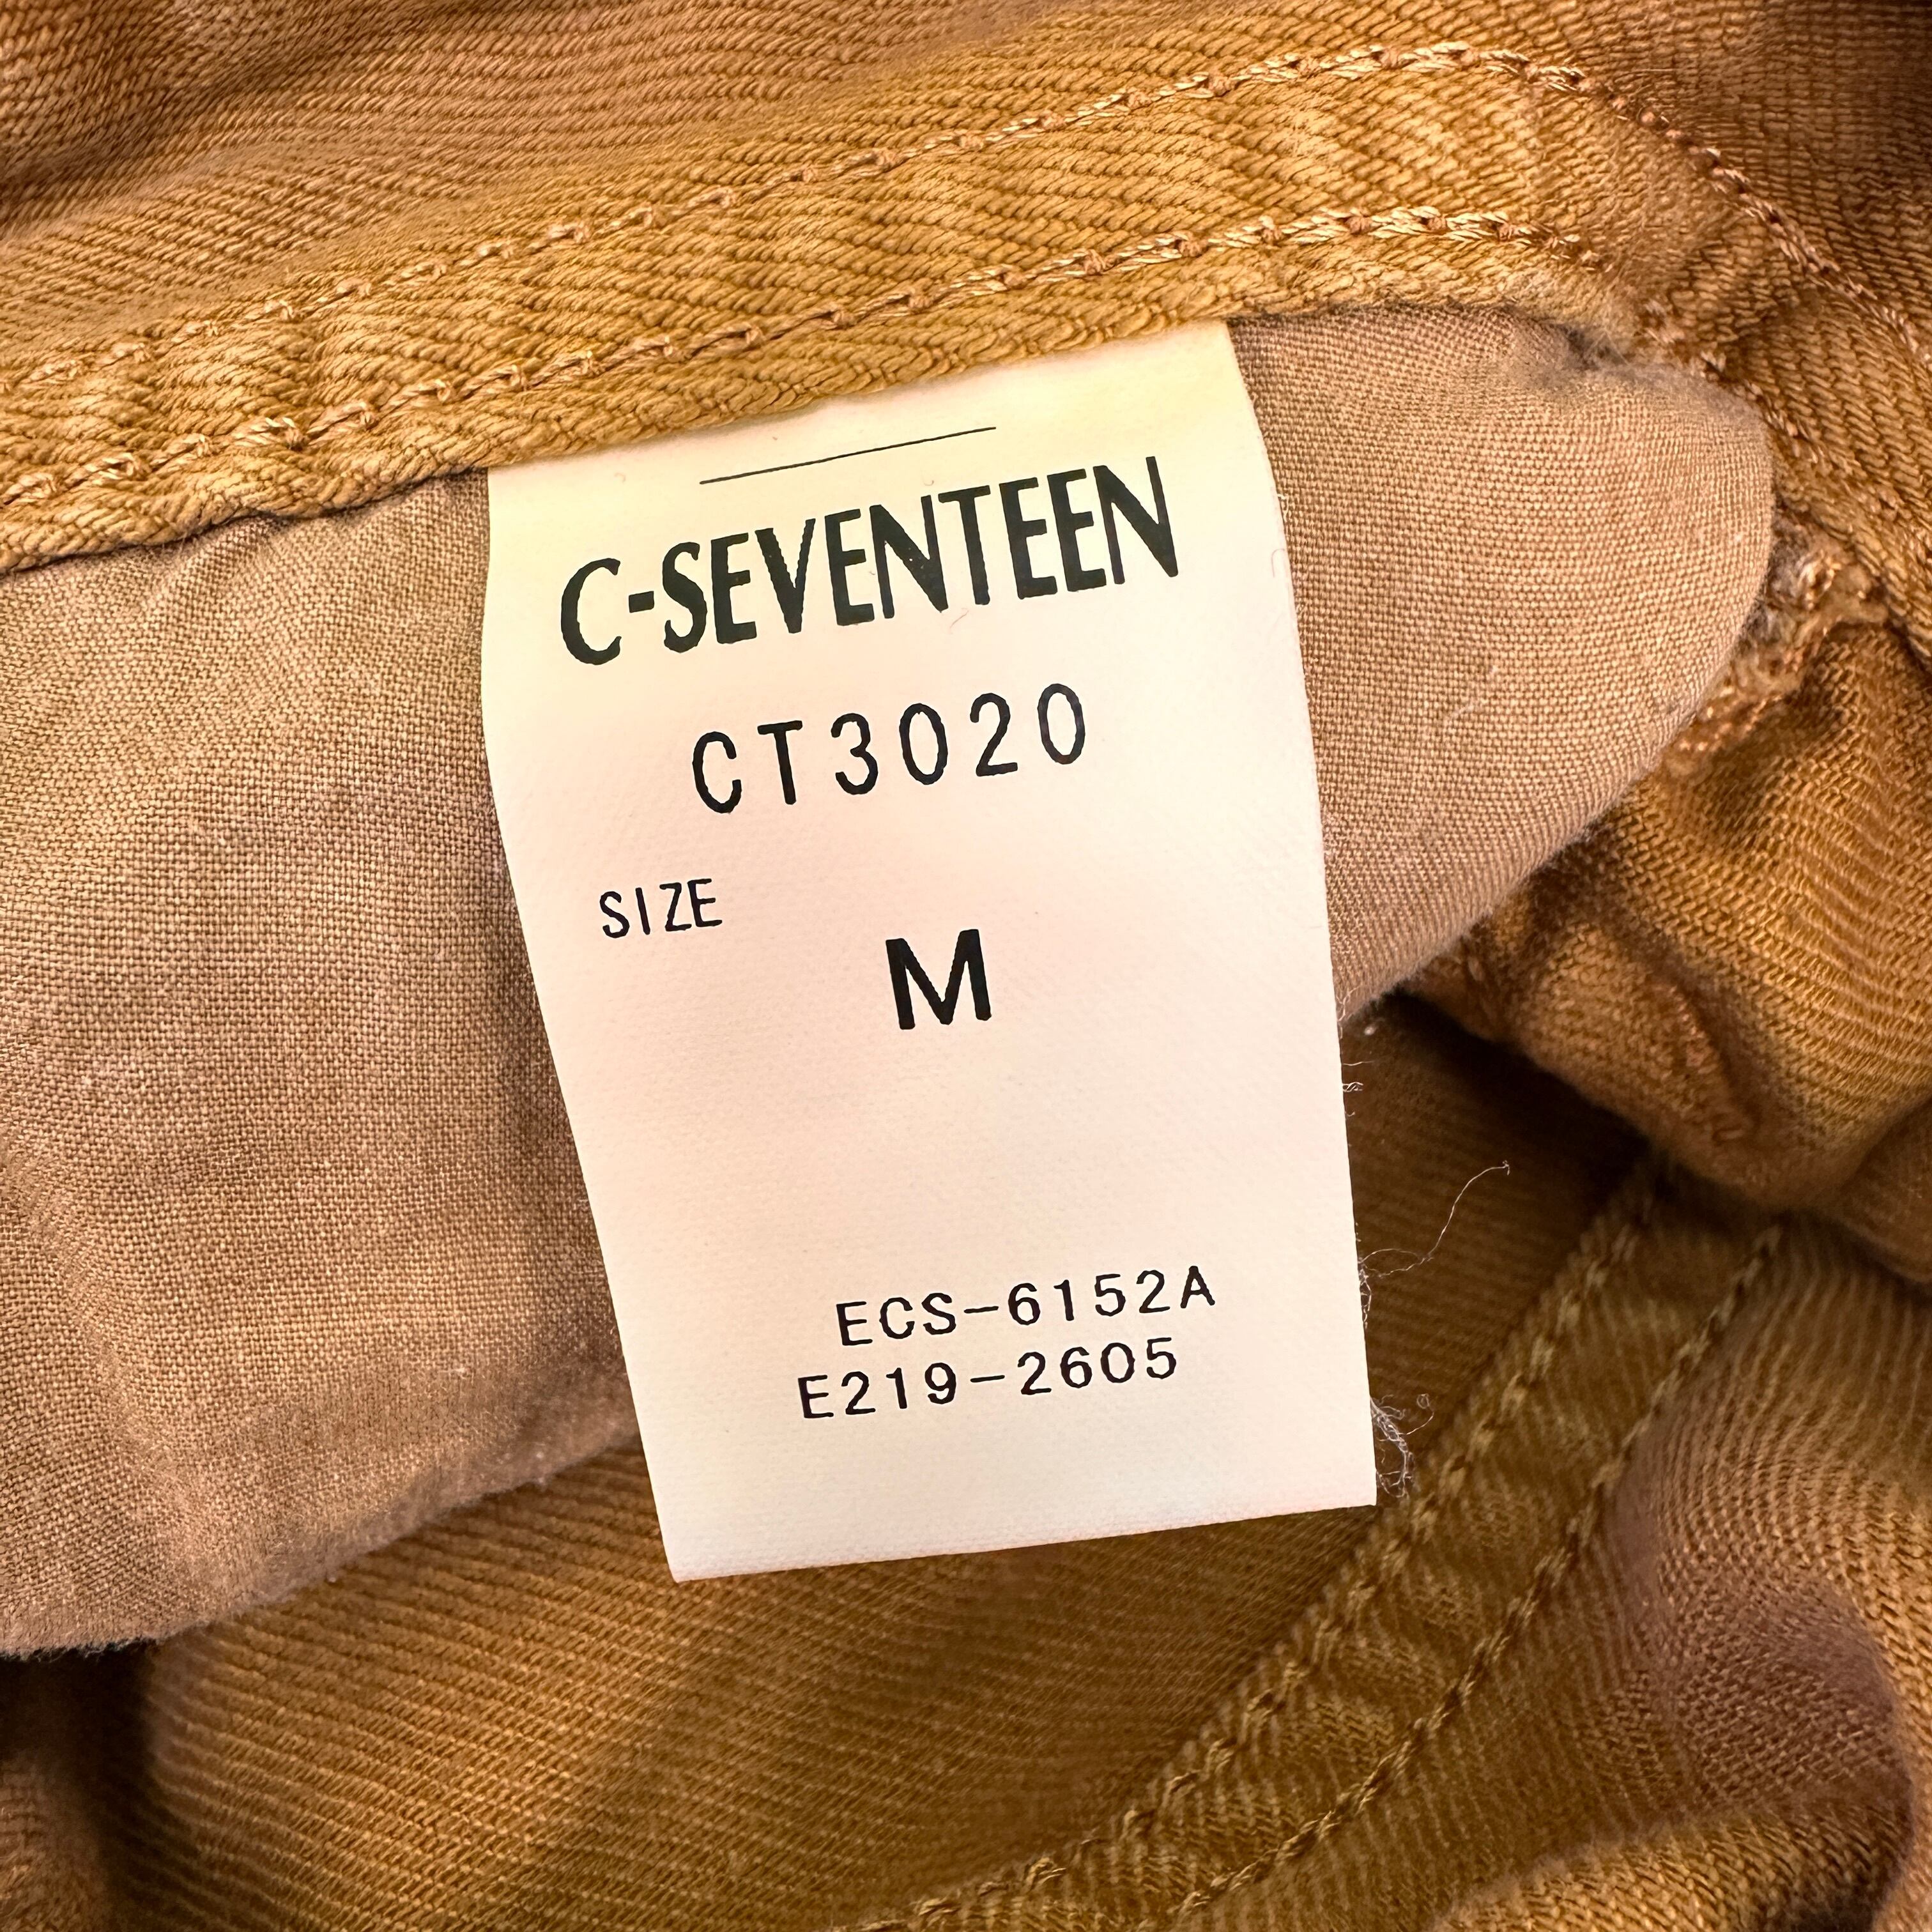 C-SEVENTEEN
CT3020
SIZE
M
ECS-6152A
E219-2605